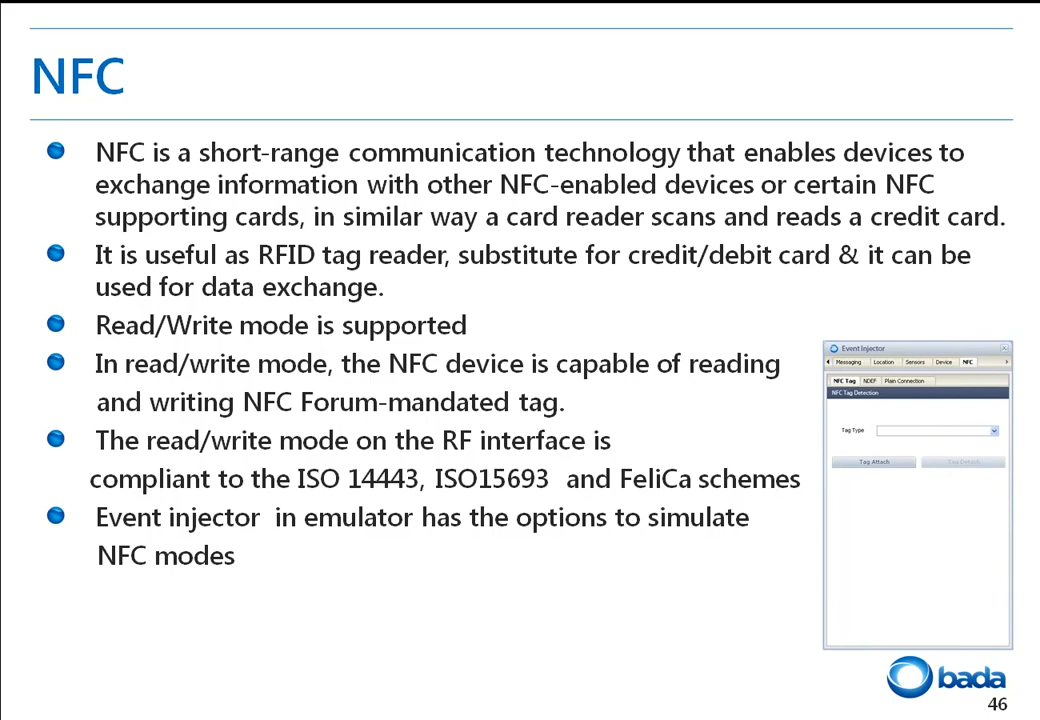 NFC
NFC is a short-range communication technology that enables devices to
exchange information with other NFC-enabled devices or certain NFC
supporting cards, in similar way a card reader scans and reads a credit card.
It is useful as RFID tag reader, substitute for credit/debit card & it can be
used for data exchange.
Read/Write mode is supported
In read/write mode, the NFC device is capable of reading
and writing NFC Forum-mandated tag.
The read/write mode on the RF interface is
compliant to the ISO 14443, ISO15693 and FeliCa schemes
Event injector in emulator has the options to simulate
NFC modes
Event Injector
Messaging Location Sensors Device NFC
NFC Tag NDEF Plain Connection
NFC Tag Detection
Tag Type
Tag Attach Tag Detach
bada
46